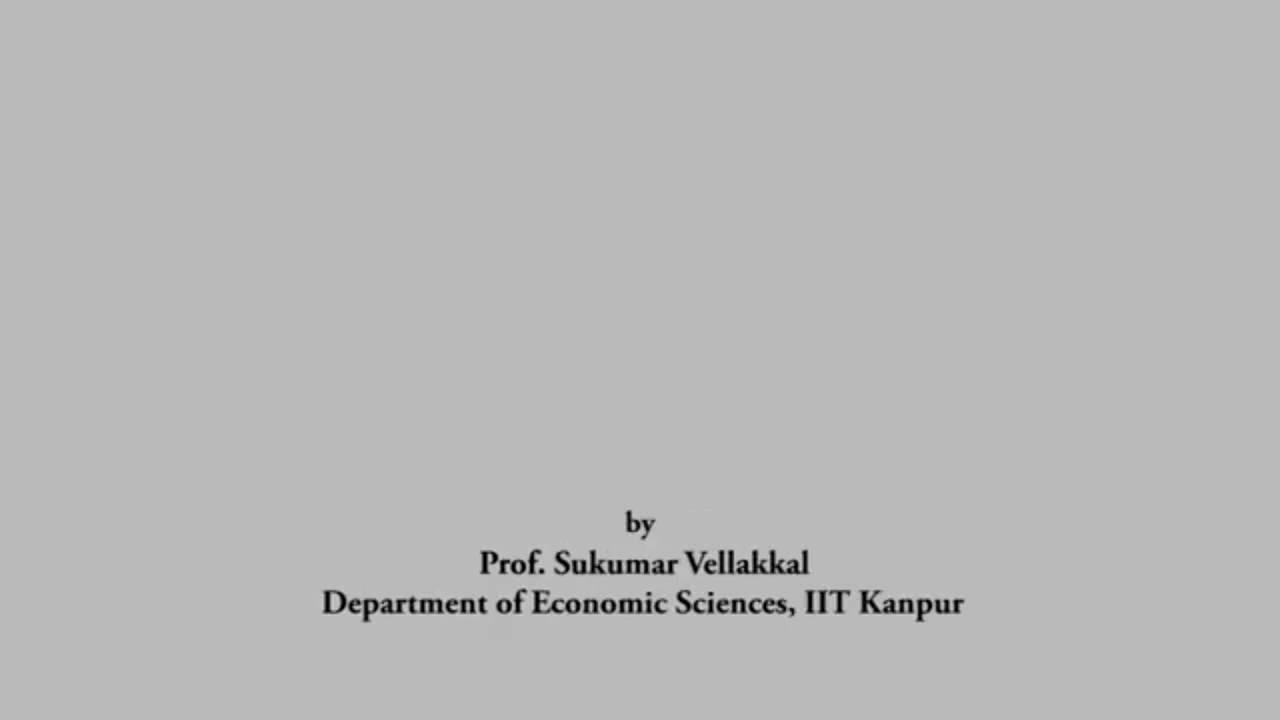 by
Prof. Sukumar Vellakkal
Department of Economic Sciences, IIT Kanpur